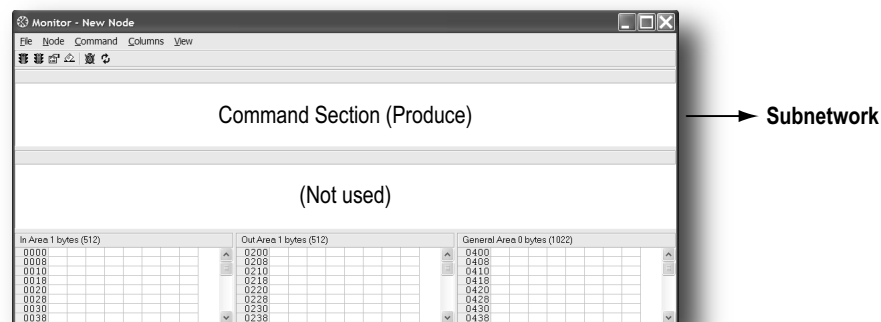 Monitor - New Node
File Node Command Columns View
Command Section (Produce)
Subnetwork
(Not used)
In Area 1 bytes (512)
Out Area 1 bytes (512)
General Area 0 bytes (1022)
0000 0200 0400
0008 0208 0408
0010 0210 0410
0018 0218 0418
0020 0220 0420
0028 0228 0428
0030 0230 0430
0038 0238 0438